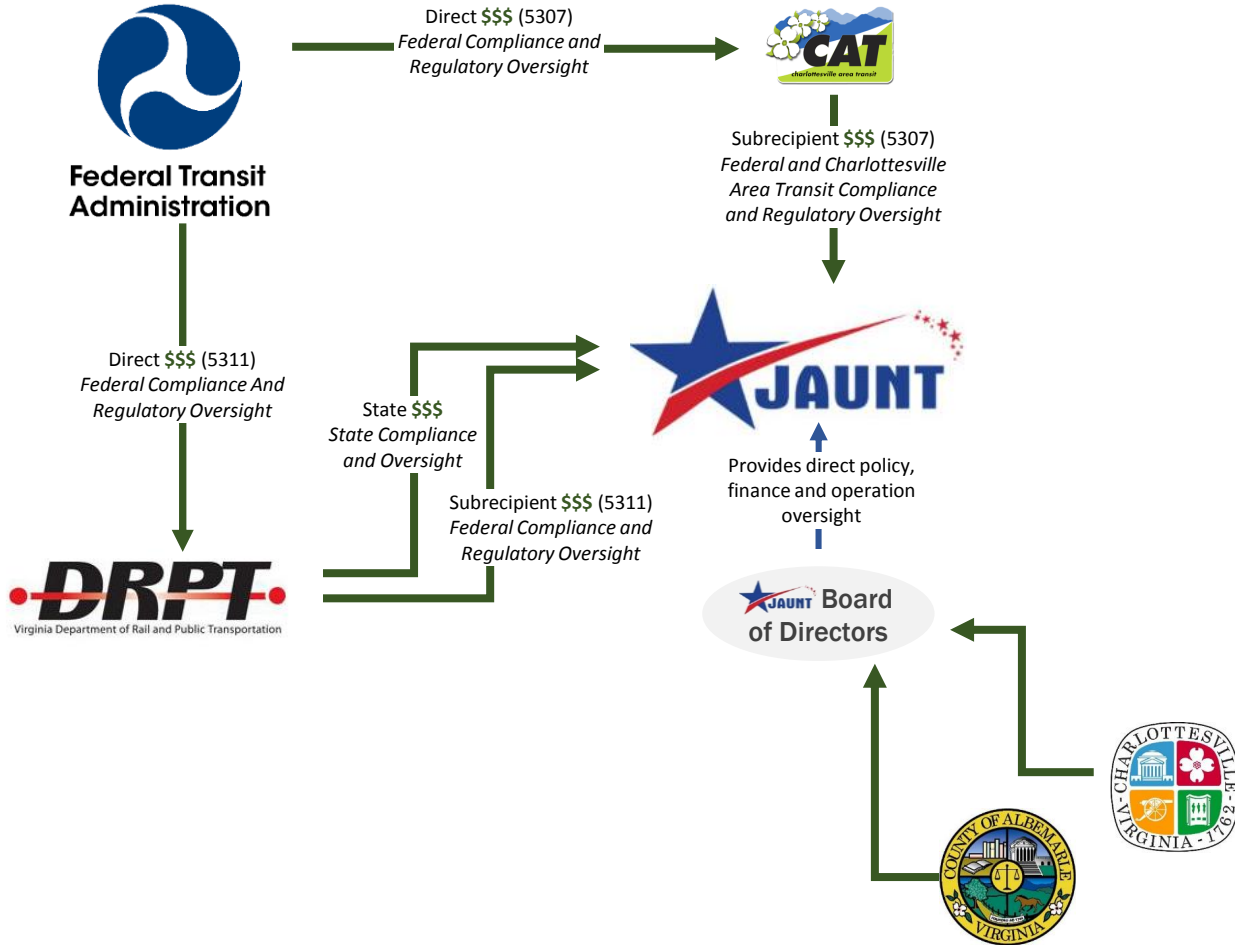 Direct $$$ (5307)
Federal Compliance and
Regulatory Oversight
CAT
charlottesville area transit
Federal Transit
Administration
Subrecipient $$$ (5307)
Federal and Charlottesville
Area Transit Compliance
and Regulatory Oversight
JAUNT
Direct $$$ (5311)
Federal Compliance And
Regulatory Oversight
State $$$
State Compliance
and Oversight
Subrecipient $$$ (5311)
Federal Compliance and
Regulatory Oversight
Provides direct policy,
finance and operation
oversight
DRPT
Virginia Department of Rail and Public Transportation
JAUNT Board
of Directors
CHARLOTTESVILLE
VIRGINIA - 1762
COUNTY OF ALBEMARLE
VIRGINIA